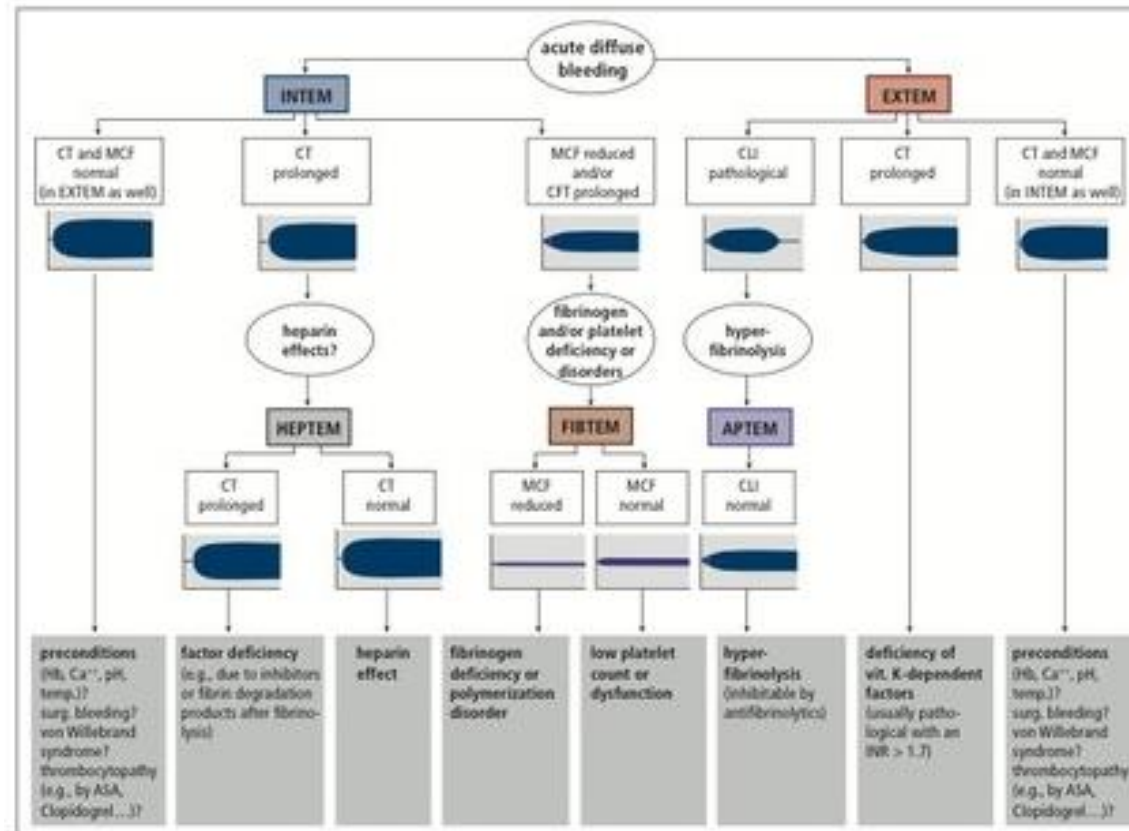 acute diffuse
bleeding
INTEM
EXTEM
CT and MCF
normal
(in EXTEM as well)
CT
prolonged
MCF reduced
and/or
CFT prolonged
CLI
pathological
CT
prolonged
CT and MCF
normal
(in INTEM as well)
heparin
effects?
fibrinogen
and/or platelet
deficiency or
disorders
hyper-
fibrinolysis
HEPTEM
FIBTEM
APTEM
CT
prolonged
CT
normal
MCF
reduced
MCF
normal
CLI
normal
preconditions
(Hb, Ca⁺⁺, pH,
temp.)?
surg. bleeding?
von Willebrand
syndrome?
thrombocytopathy
(e.g., by ASA,
Clopidogrel…)?
factor deficiency
(e.g., due to inhibitors
or fibrin degradation
products after fibrino-
lysis)
heparin
effect
fibrinogen
deficiency or
polymerization
disorder
low platelet
count or
dysfunction
hyper-
fibrinolysis
(inhibitable by
antifibrinolytics)
deficiency of
vit. K-dependent
factors
(usually patho-
logical with an
INR > 1.7)
preconditions
(Hb, Ca⁺⁺, pH,
temp.)?
surg. bleeding?
von Willebrand
syndrome?
thrombocytopathy
(e.g., by ASA,
Clopidogrel…)?